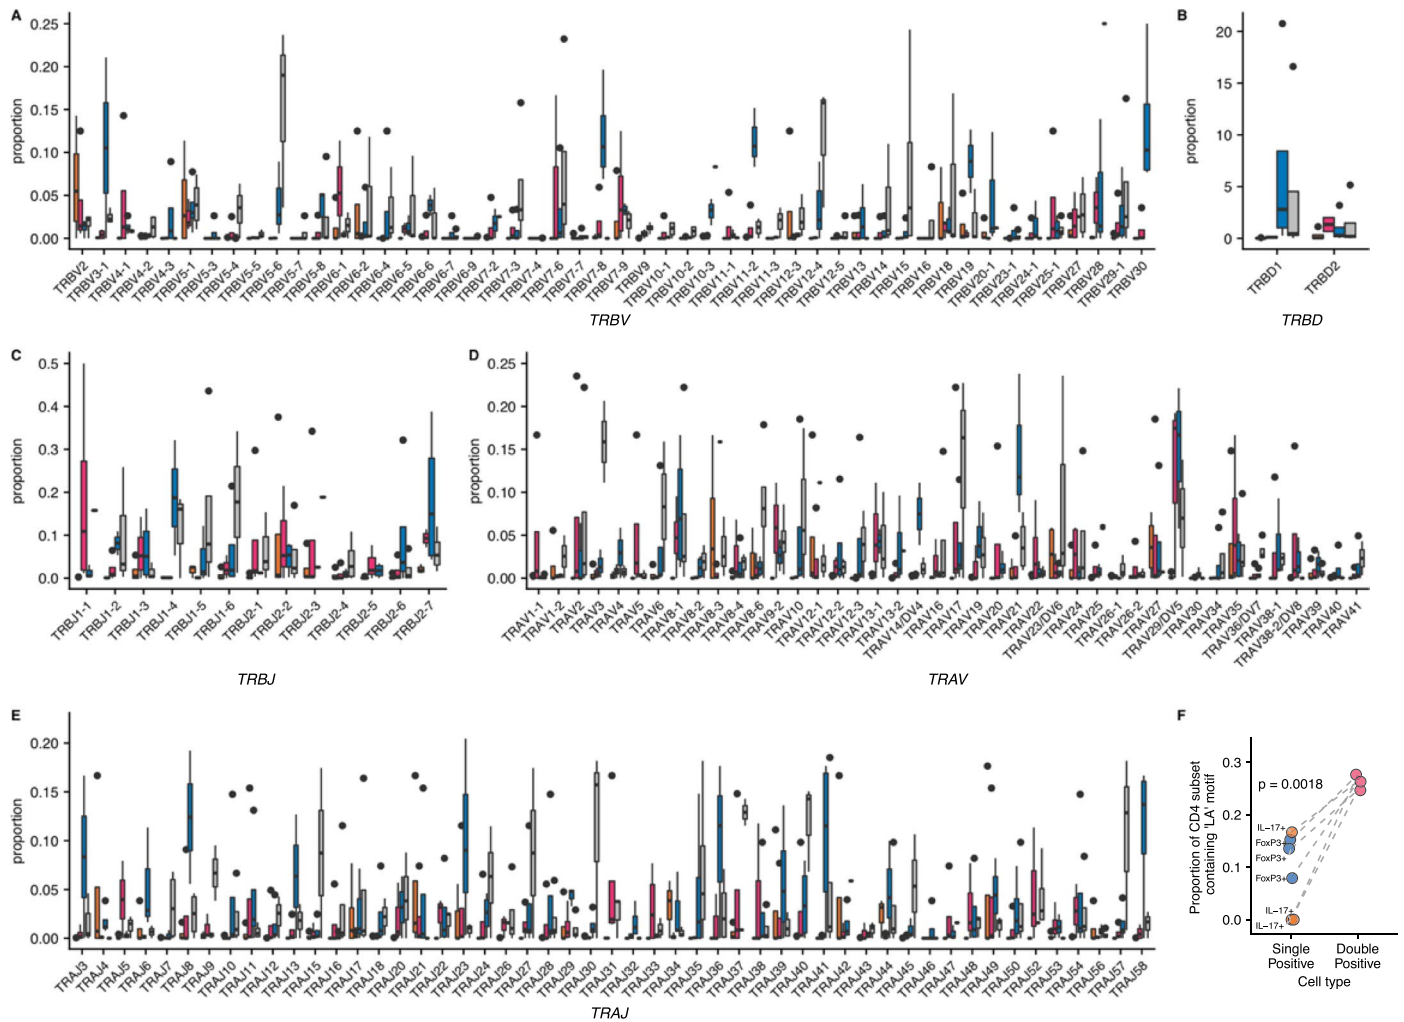 A
proportion
0.25
0.20
0.15
0.10
0.05
0.00
TRBV2
TRBV3-1
TRBV4-1
TRBV4-2
TRBV4-3
TRBV5-1
TRBV5-3
TRBV5-4
TRBV5-5
TRBV5-6
TRBV5-7
TRBV5-8
TRBV6-1
TRBV6-2
TRBV6-4
TRBV6-5
TRBV6-6
TRBV6-7
TRBV6-9
TRBV7-2
TRBV7-3
TRBV7-4
TRBV7-6
TRBV7-7
TRBV7-8
TRBV7-9
TRBV9
TRBV10-1
TRBV10-2
TRBV10-3
TRBV11-1
TRBV11-2
TRBV11-3
TRBV12-3
TRBV12-4
TRBV12-5
TRBV13
TRBV14
TRBV15
TRBV16
TRBV18
TRBV19
TRBV20-1
TRBV23-1
TRBV24-1
TRBV25-1
TRBV27
TRBV28
TRBV29-1
TRBV30
TRBV
B
proportion
20
15
10
5
0
TRBD1
TRBD2
TRBD
C
proportion
0.5
0.4
0.3
0.2
0.1
0.0
TRBJ1-1
TRBJ1-2
TRBJ1-3
TRBJ1-4
TRBJ1-5
TRBJ1-6
TRBJ2-1
TRBJ2-2
TRBJ2-3
TRBJ2-4
TRBJ2-5
TRBJ2-6
TRBJ2-7
TRBJ
D
proportion
0.25
0.20
0.15
0.10
0.05
0.00
TRAV1-1
TRAV1-2
TRAV2
TRAV3
TRAV4
TRAV5
TRAV6
TRAV8-1
TRAV8-2
TRAV8-3
TRAV8-4
TRAV8-6
TRAV9-2
TRAV10
TRAV12-1
TRAV12-2
TRAV12-3
TRAV13-1
TRAV13-2
TRAV14/DV4
TRAV16
TRAV17
TRAV19
TRAV20
TRAV21
TRAV22
TRAV23/DV6
TRAV24
TRAV25
TRAV26-1
TRAV26-2
TRAV27
TRAV29/DV5
TRAV30
TRAV34
TRAV35
TRAV36/DV7
TRAV38-1
TRAV38-2/DV8
TRAV39
TRAV40
TRAV41
TRAV
E
proportion
0.20
0.15
0.10
0.05
0.00
TRAJ3
TRAJ4
TRAJ5
TRAJ6
TRAJ7
TRAJ8
TRAJ9
TRAJ10
TRAJ11
TRAJ12
TRAJ13
TRAJ15
TRAJ16
TRAJ17
TRAJ18
TRAJ20
TRAJ21
TRAJ22
TRAJ23
TRAJ24
TRAJ26
TRAJ27
TRAJ28
TRAJ29
TRAJ30
TRAJ31
TRAJ32
TRAJ33
TRAJ34
TRAJ35
TRAJ36
TRAJ37
TRAJ38
TRAJ39
TRAJ40
TRAJ41
TRAJ42
TRAJ43
TRAJ44
TRAJ45
TRAJ46
TRAJ47
TRAJ48
TRAJ49
TRAJ50
TRAJ52
TRAJ53
TRAJ54
TRAJ56
TRAJ57
TRAJ58
TRAJ
F
Proportion of CD4 subset
containing 'LA' motif
0.3
0.2
0.1
0.0
p = 0.0018
IL−17+
FoxP3+
FoxP3+
FoxP3+
IL−17+
IL−17+
Single
Positive
Double
Positive
Cell type